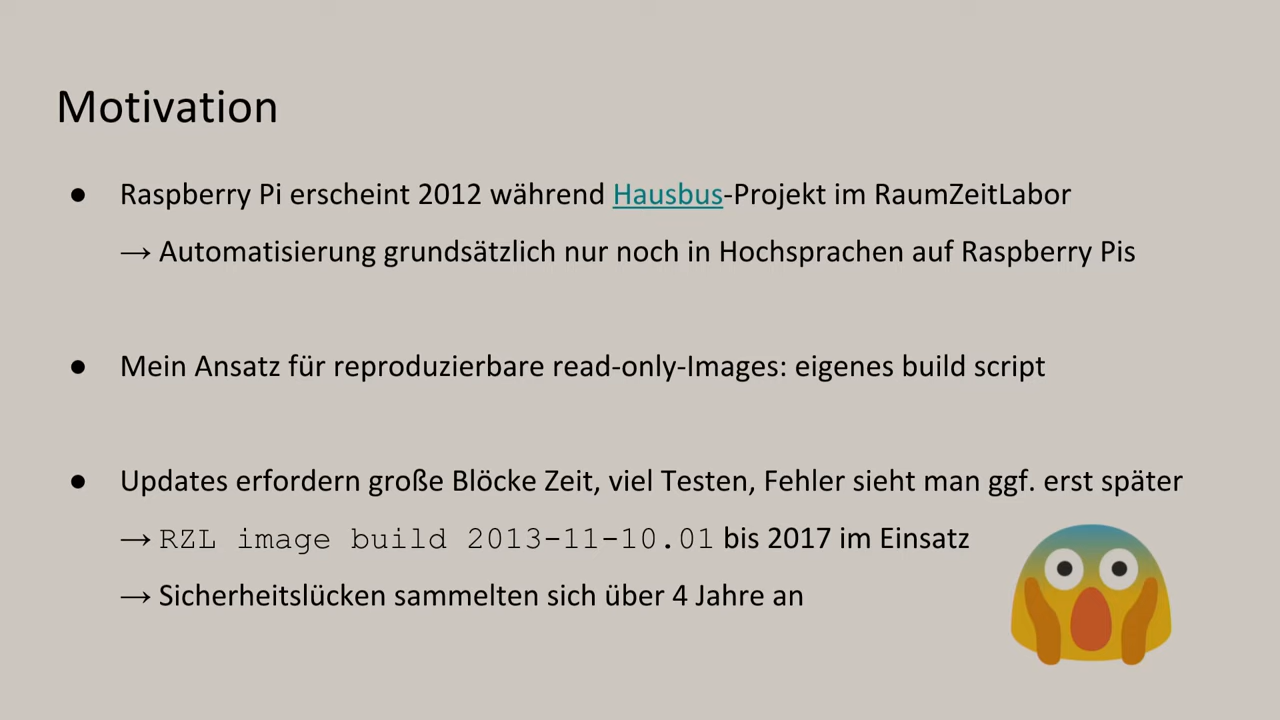 Motivation
● Raspberry Pi erscheint 2012 während Hausbus-Projekt im RaumZeitLabor
→ Automatisierung grundsätzlich nur noch in Hochsprachen auf Raspberry Pis
● Mein Ansatz für reproduzierbare read-only-Images: eigenes build script
● Updates erfordern große Blöcke Zeit, viel Testen, Fehler sieht man ggf. erst später
→ RZL image build 2013-11-10.01 bis 2017 im Einsatz
→ Sicherheitslücken sammelten sich über 4 Jahre an